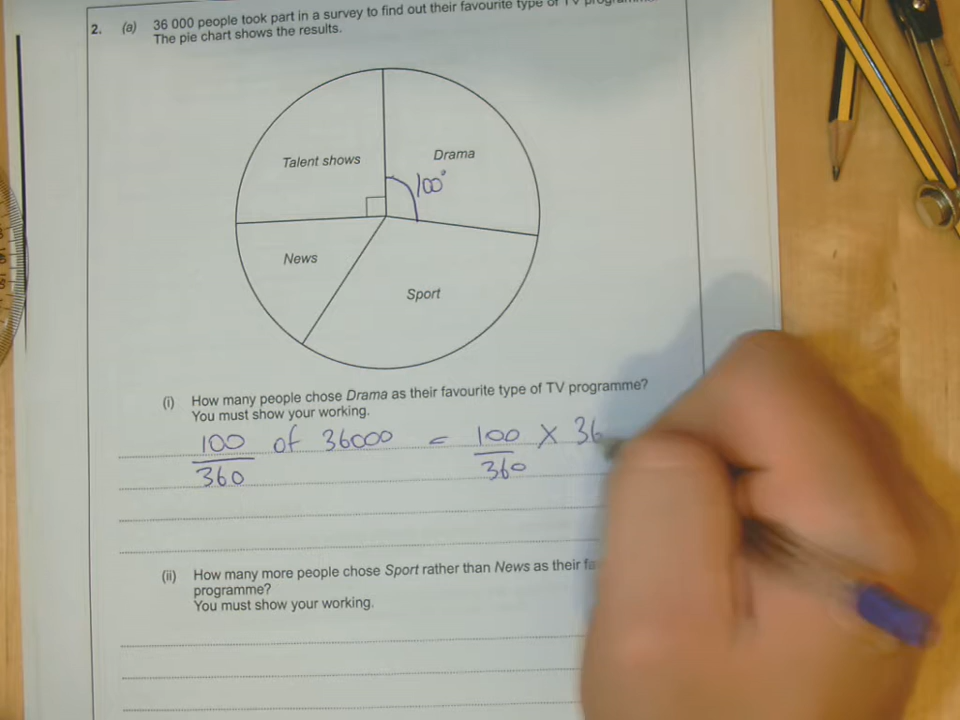 2. (a) 36 000 people took part in a survey to find out their favourite type of TV
The pie chart shows the results.
Talent shows
Drama
100°
News
Sport
(i) How many people chose Drama as their favourite type of TV programme?
You must show your working.
100 of 36000 = 100 × 36
360 360
(ii) How many more people chose Sport rather than News as their
programme?
You must show your working.